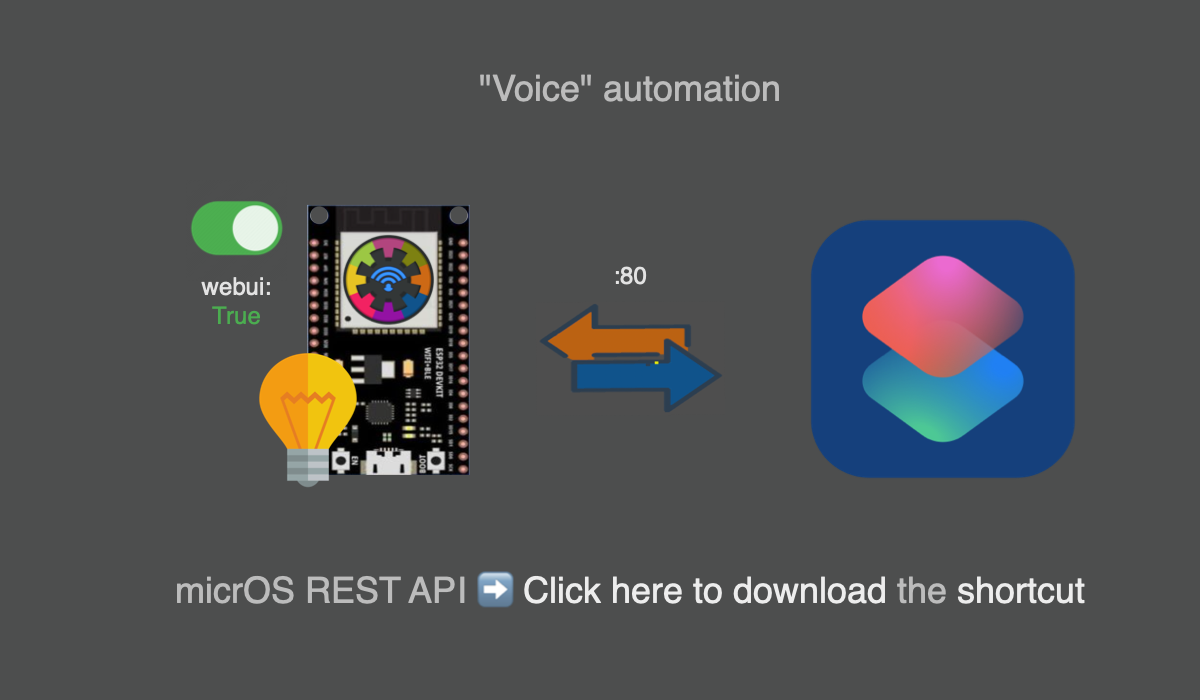 "Voice" automation
webui:
True
:80
ESP32 DEVKIT
WIFI+BLE
EN
BOOT
micrOS REST API ➡️ Click here to download the shortcut